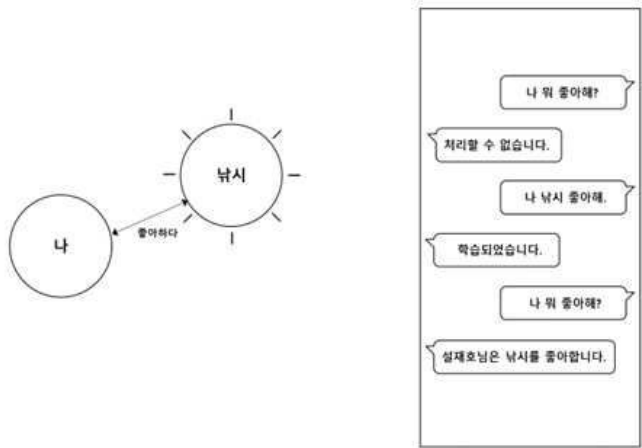 낚시
좋아하다
나
나 뭐 좋아해?
처리할 수 없습니다.
나 낚시 좋아해.
학습되었습니다.
나 뭐 좋아해?
설재호님은 낚시를 좋아합니다.